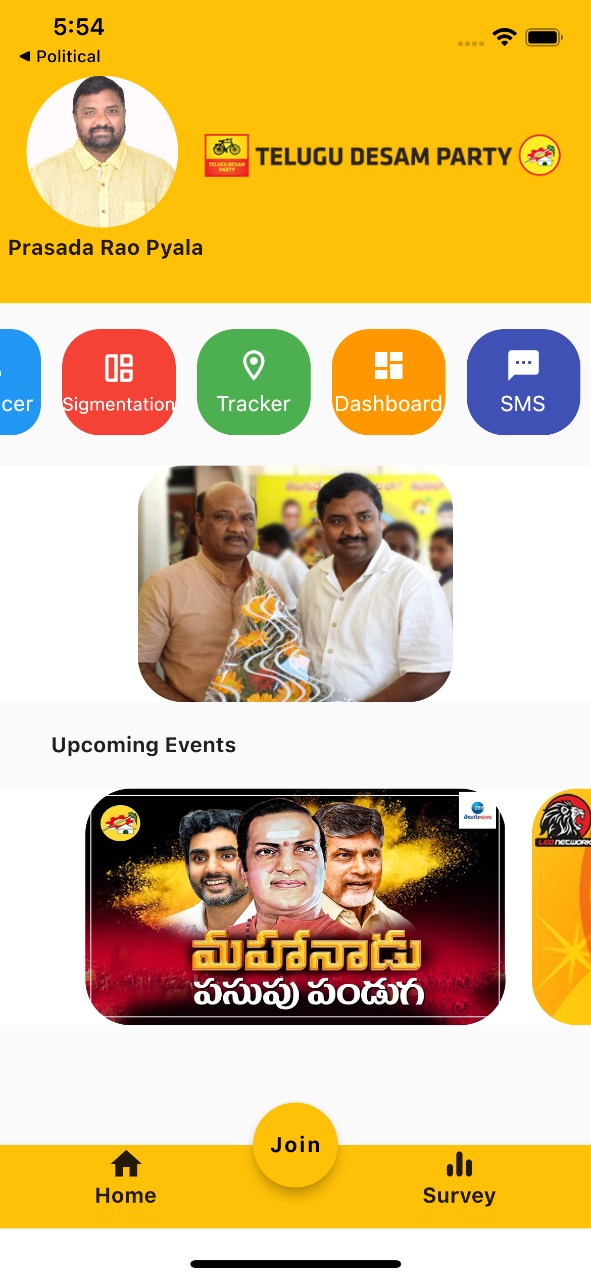 5:54
◀ Political
TELUGU DESAM
PARTY
TELUGU DESAM PARTY
Prasada Rao Pyala
cer
Sigmentation
Tracker
Dashboard
SMS
Upcoming Events
తెలుగు NEWS
LEO NETWORK
మహానాడు
పసుపు పండుగ
Join
Home
Survey